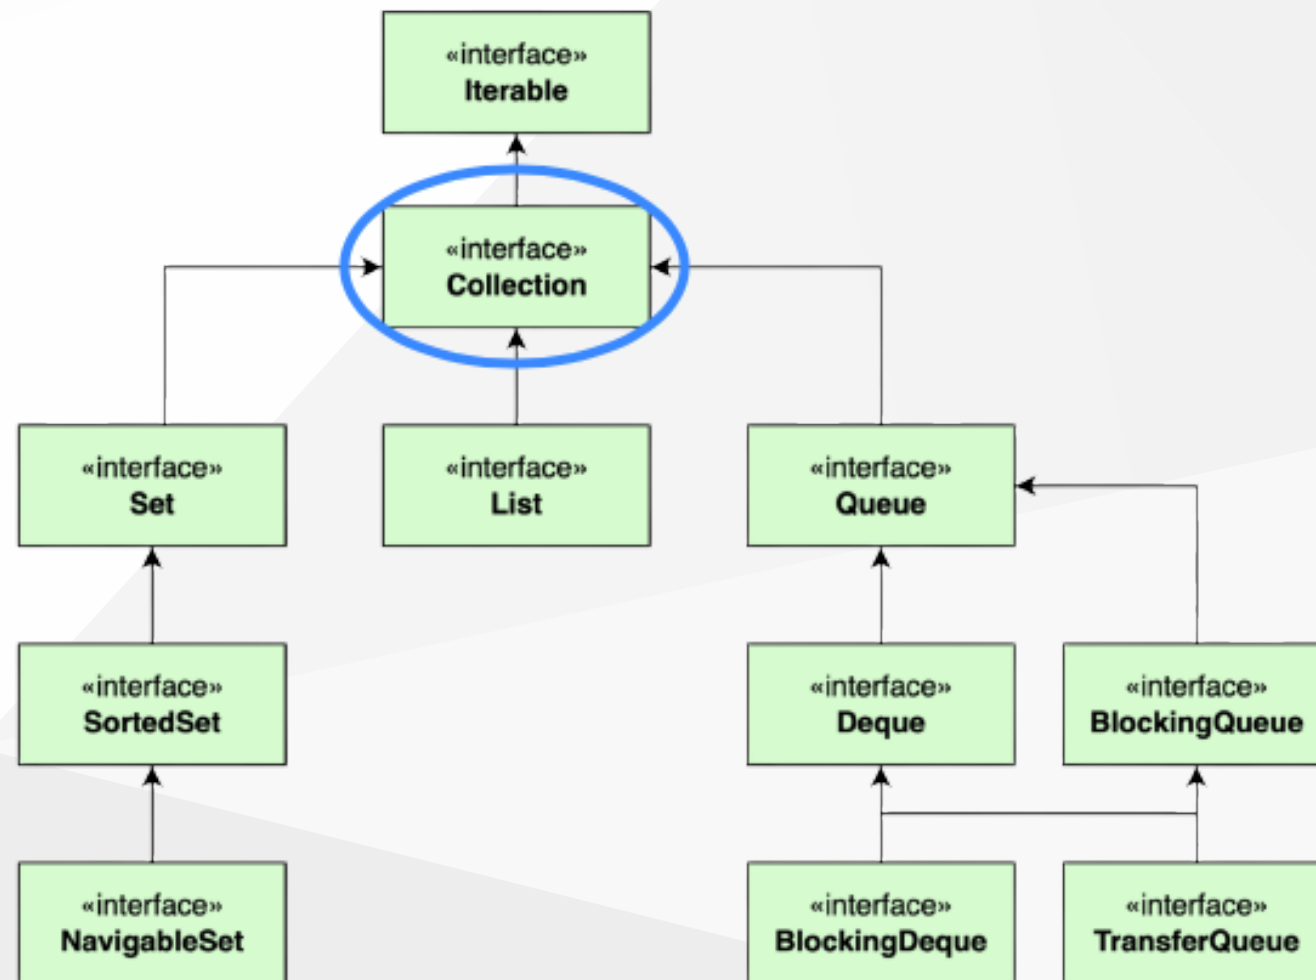 «interface»
Iterable
«interface»
Collection
«interface»
Set
«interface»
List
«interface»
Queue
«interface»
SortedSet
«interface»
Deque
«interface»
BlockingQueue
«interface»
NavigableSet
«interface»
BlockingDeque
«interface»
TransferQueue